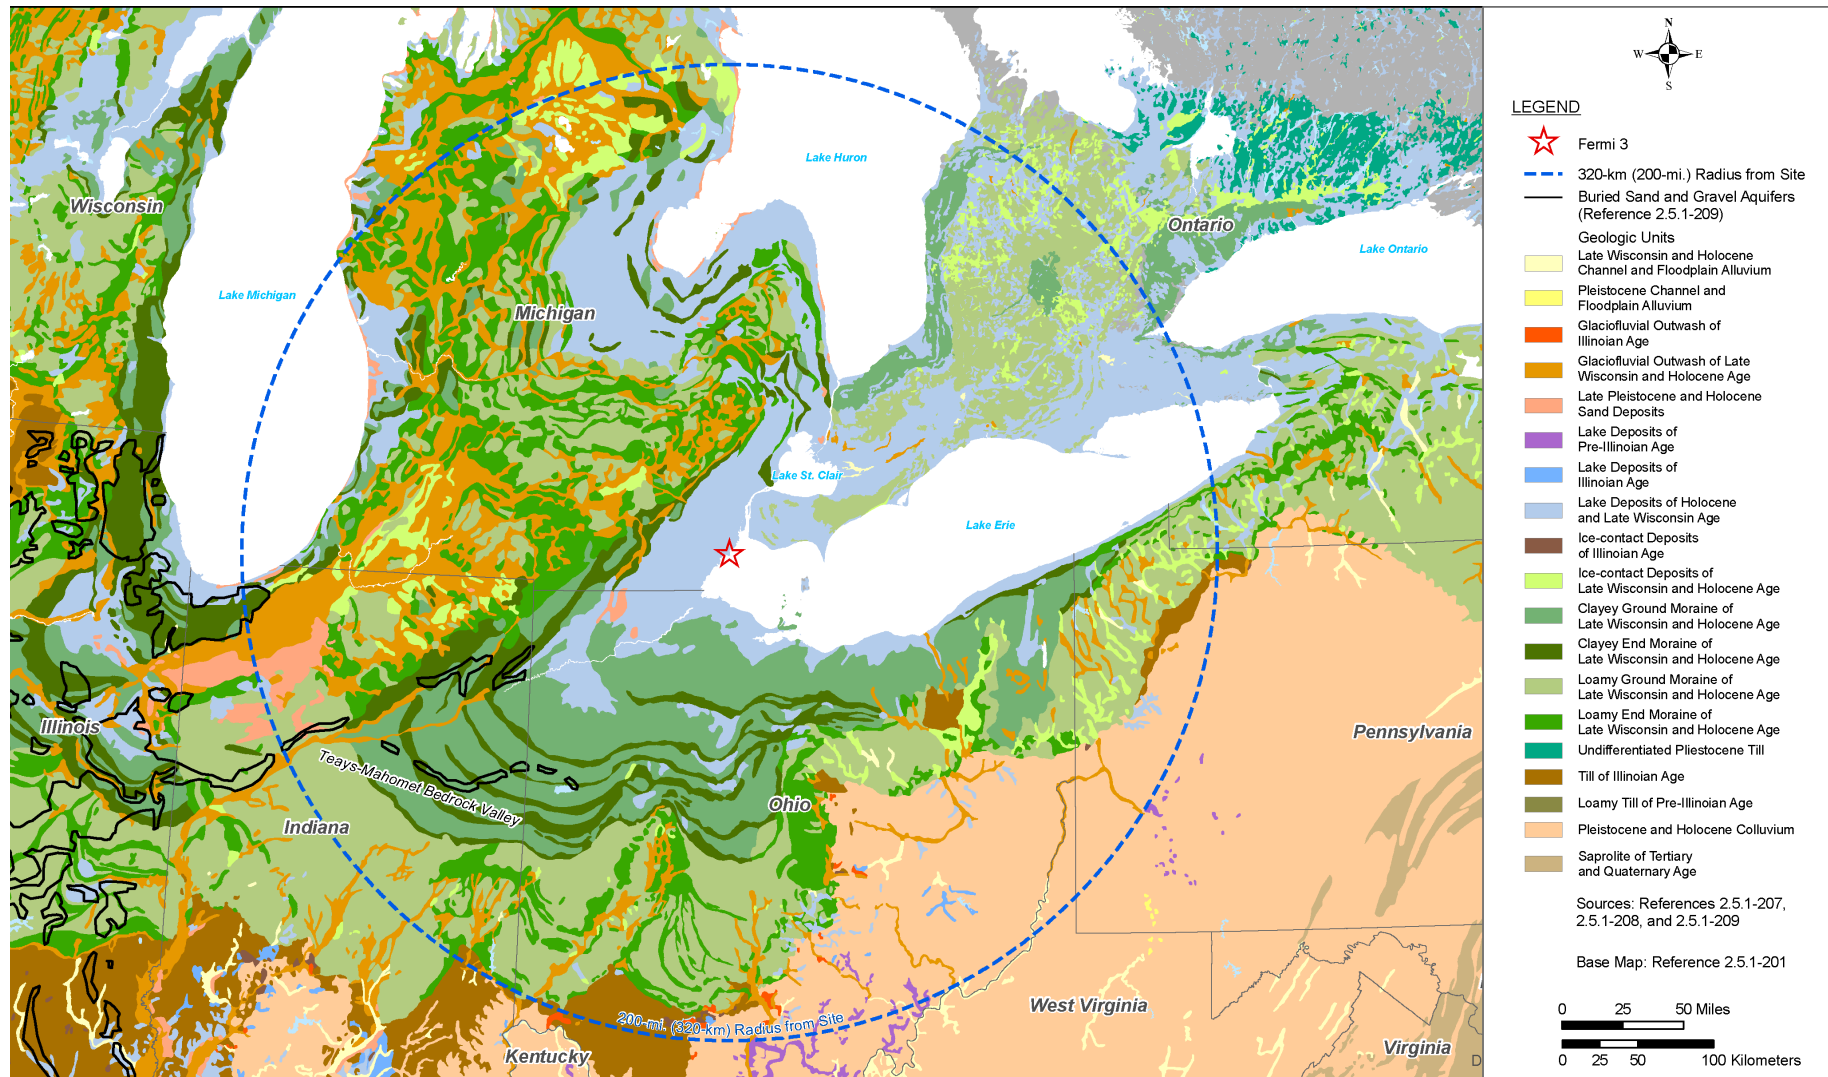 Wisconsin
Lake Michigan
Michigan
Lake Huron
Ontario
Lake Ontario
Lake St. Clair
Lake Erie
Illinois
Indiana
Teays-Mahomet Bedrock Valley
Ohio
Pennsylvania
West Virginia
Virginia
Kentucky
200-mi. (320-km) Radius from Site
D
N
W E
S
LEGEND
Fermi 3
320-km (200-mi.) Radius from Site
Buried Sand and Gravel Aquifers
(Reference 2.5.1-209)
Geologic Units
Late Wisconsin and Holocene
Channel and Floodplain Alluvium
Pleistocene Channel and
Floodplain Alluvium
Glaciofluvial Outwash of
Illinoian Age
Glaciofluvial Outwash of Late
Wisconsin and Holocene Age
Late Pleistocene and Holocene
Sand Deposits
Lake Deposits of
Pre-Illinoian Age
Lake Deposits of
Illinoian Age
Lake Deposits of Holocene
and Late Wisconsin Age
Ice-contact Deposits
of Illinoian Age
Ice-contact Deposits of
Late Wisconsin and Holocene Age
Clayey Ground Moraine of
Late Wisconsin and Holocene Age
Clayey End Moraine of
Late Wisconsin and Holocene Age
Loamy Ground Moraine of
Late Wisconsin and Holocene Age
Loamy End Moraine of
Late Wisconsin and Holocene Age
Undifferentiated Pliestocene Till
Till of Illinoian Age
Loamy Till of Pre-Illinoian Age
Pleistocene and Holocene Colluvium
Saprolite of Tertiary
and Quaternary Age
Sources: References 2.5.1-207,
2.5.1-208, and 2.5.1-209
Base Map: Reference 2.5.1-201
0 25 50 Miles
0 25 50 100 Kilometers